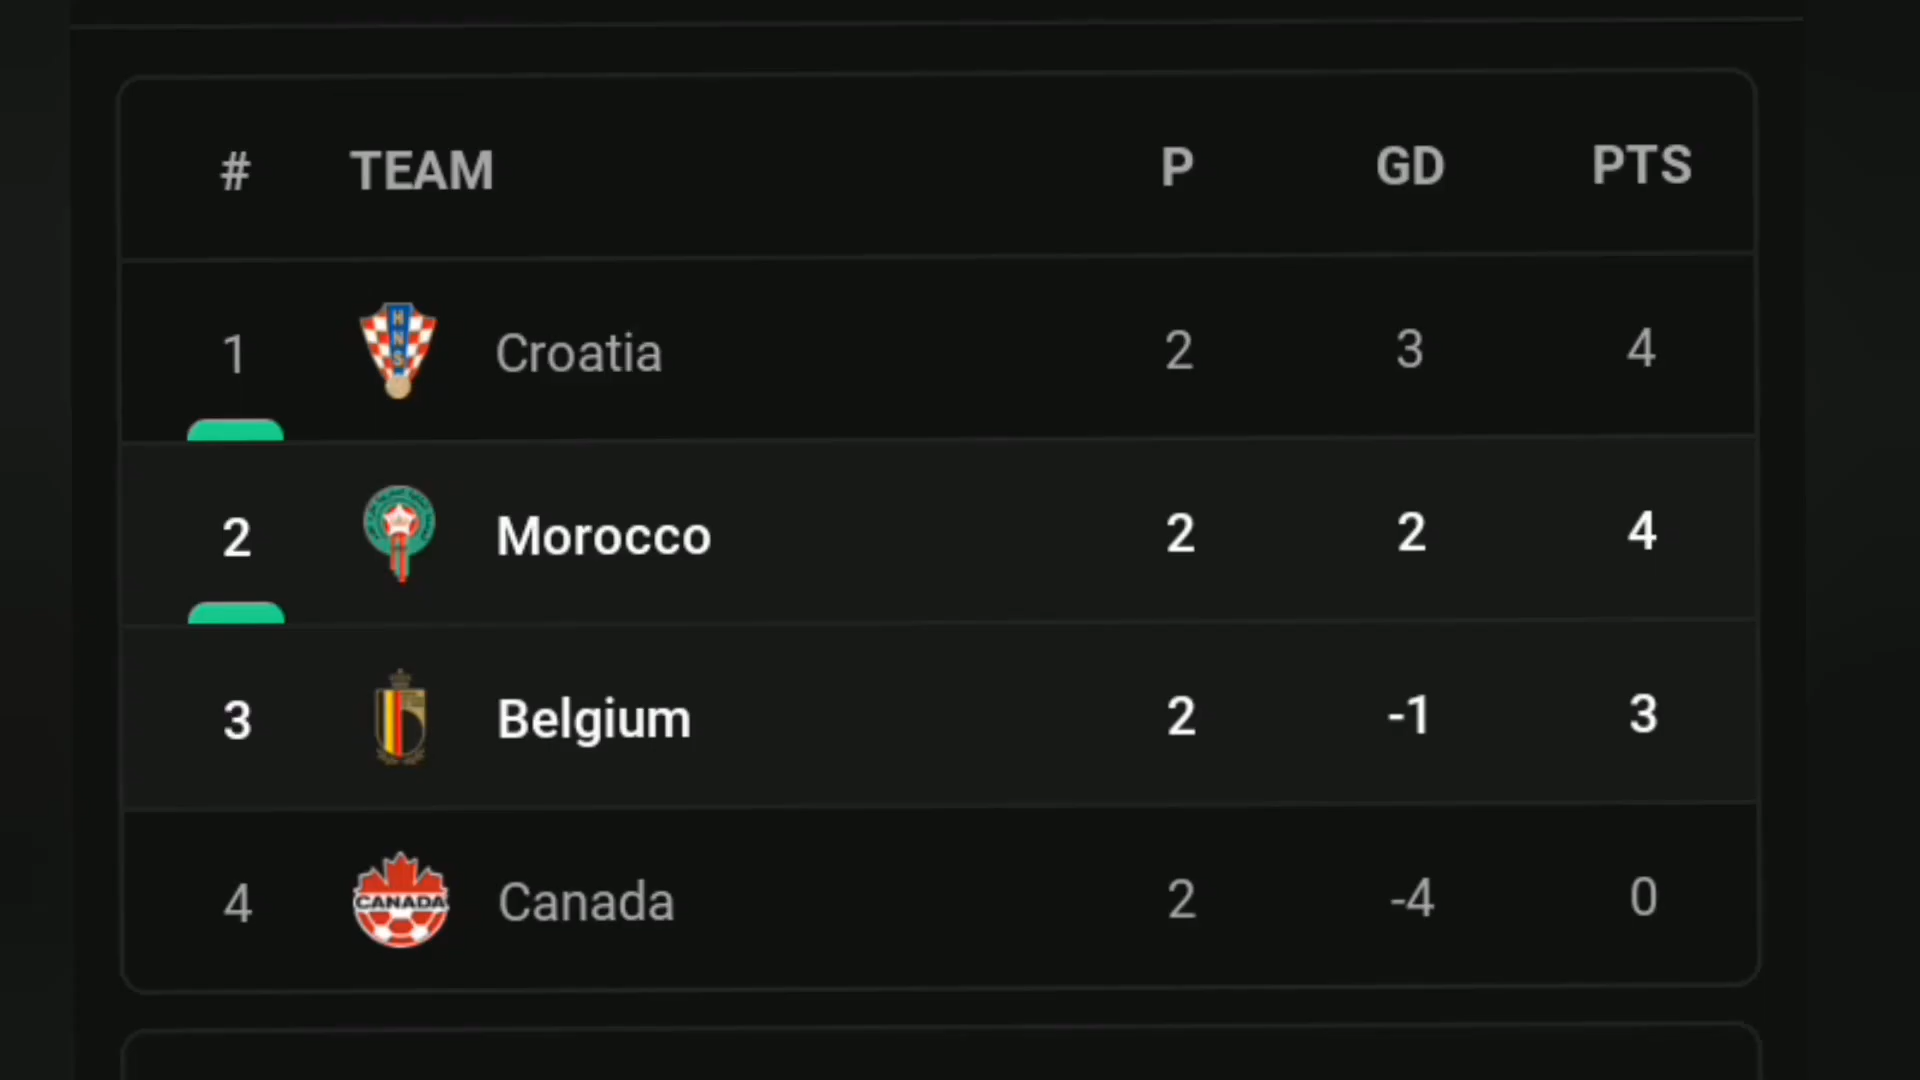 # TEAM P GD PTS
1 HNS Croatia 2 3 4
2 Morocco 2 2 4
3 Belgium 2 -1 3
4 CANADA Canada 2 -4 0